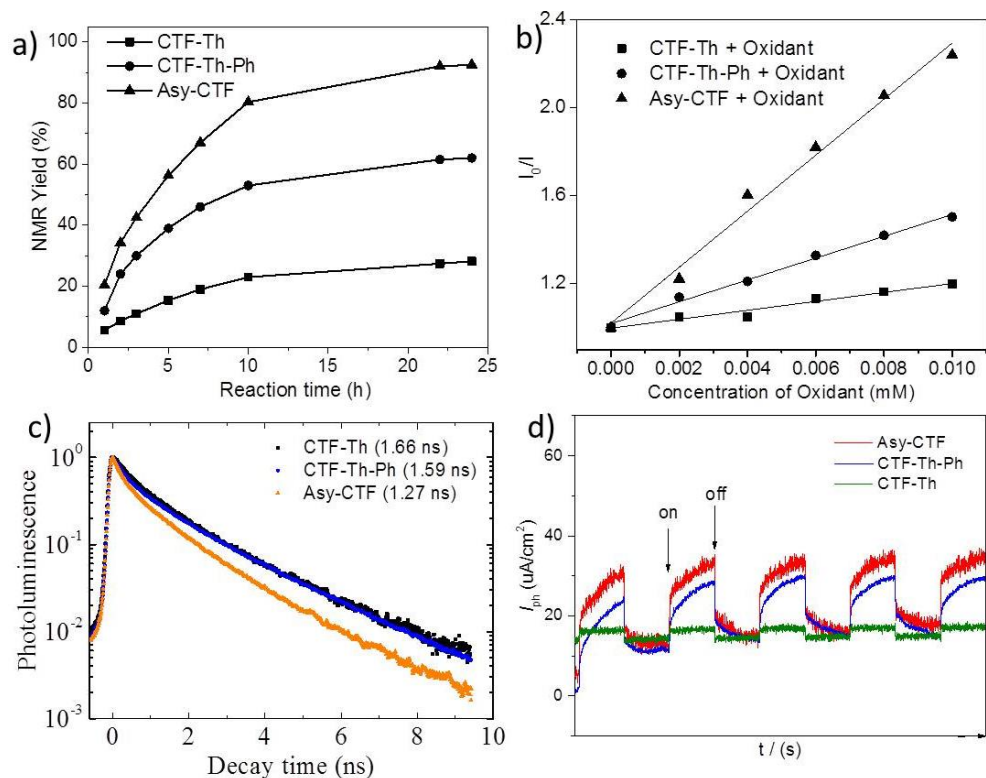 a)
CTF-Th
CTF-Th-Ph
Asy-CTF
100
80
60
40
20
0
NMR Yield (%)
0 5 10 15 20 25
Reaction time (h)
b)
CTF-Th + Oxidant
CTF-Th-Ph + Oxidant
Asy-CTF + Oxidant
2.4
2.0
1.6
1.2
I₀/I
0.000 0.002 0.004 0.006 0.008 0.010
Concentration of Oxidant (mM)
c)
CTF-Th (1.66 ns)
CTF-Th-Ph (1.59 ns)
Asy-CTF (1.27 ns)
10⁰
10⁻¹
10⁻²
10⁻³
Photoluminescence
0 2 4 6 8 10
Decay time (ns)
d)
Asy-CTF
CTF-Th-Ph
CTF-Th
on
off
60
40
20
0
Iₚₕ (uA/cm²)
t / (s)